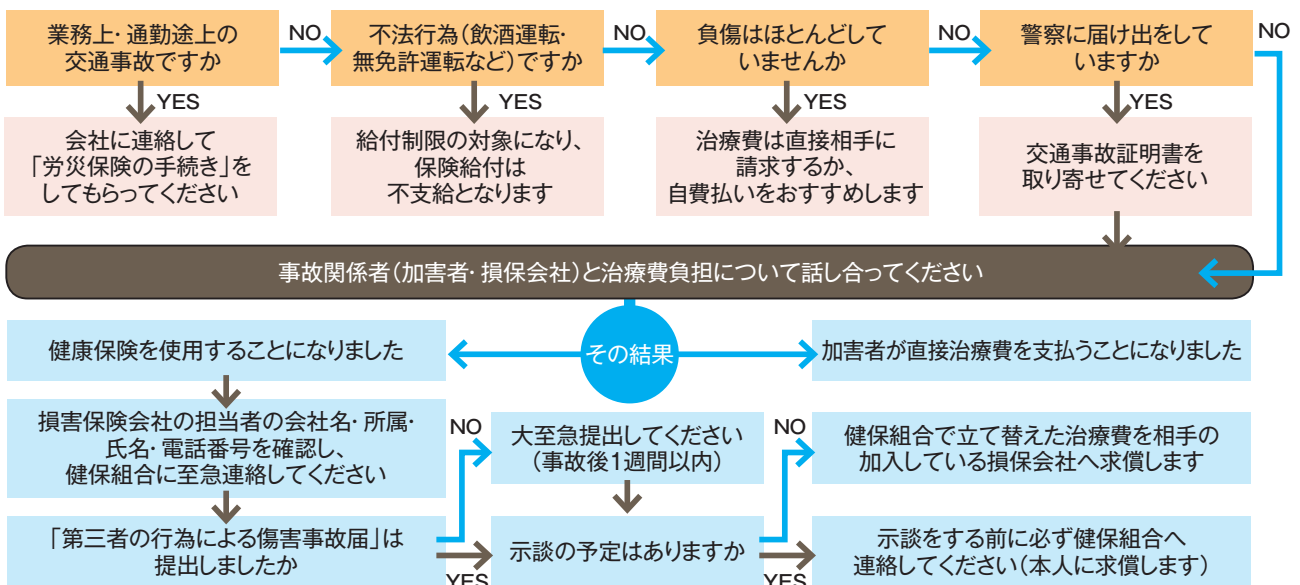 業務上・通勤途上の
交通事故ですか
NO
不法行為（飲酒運転・
無免許運転など）ですか
NO
負傷はほとんどして
いませんか
NO
警察に届け出をして
いますか
NO
YES
YES
YES
YES
会社に連絡して
「労災保険の手続き」を
してもらってください
給付制限の対象になり、
保険給付は
不支給となります
治療費は直接相手に
請求するか、
自費払いをおすすめします
交通事故証明書を
取り寄せてください
事故関係者（加害者・損保会社）と治療費負担について話し合ってください
その結果
健康保険を使用することになりました
加害者が直接治療費を支払うことになりました
損害保険会社の担当者の会社名・所属・
氏名・電話番号を確認し、
健保組合に至急連絡してください
NO
大至急提出してください
（事故後1週間以内）
NO
健保組合で立て替えた治療費を相手の
加入している損保会社へ求償します
「第三者の行為による傷害事故届」は
提出しましたか
YES
示談の予定はありますか
YES
示談をする前に必ず健保組合へ
連絡してください（本人に求償します）